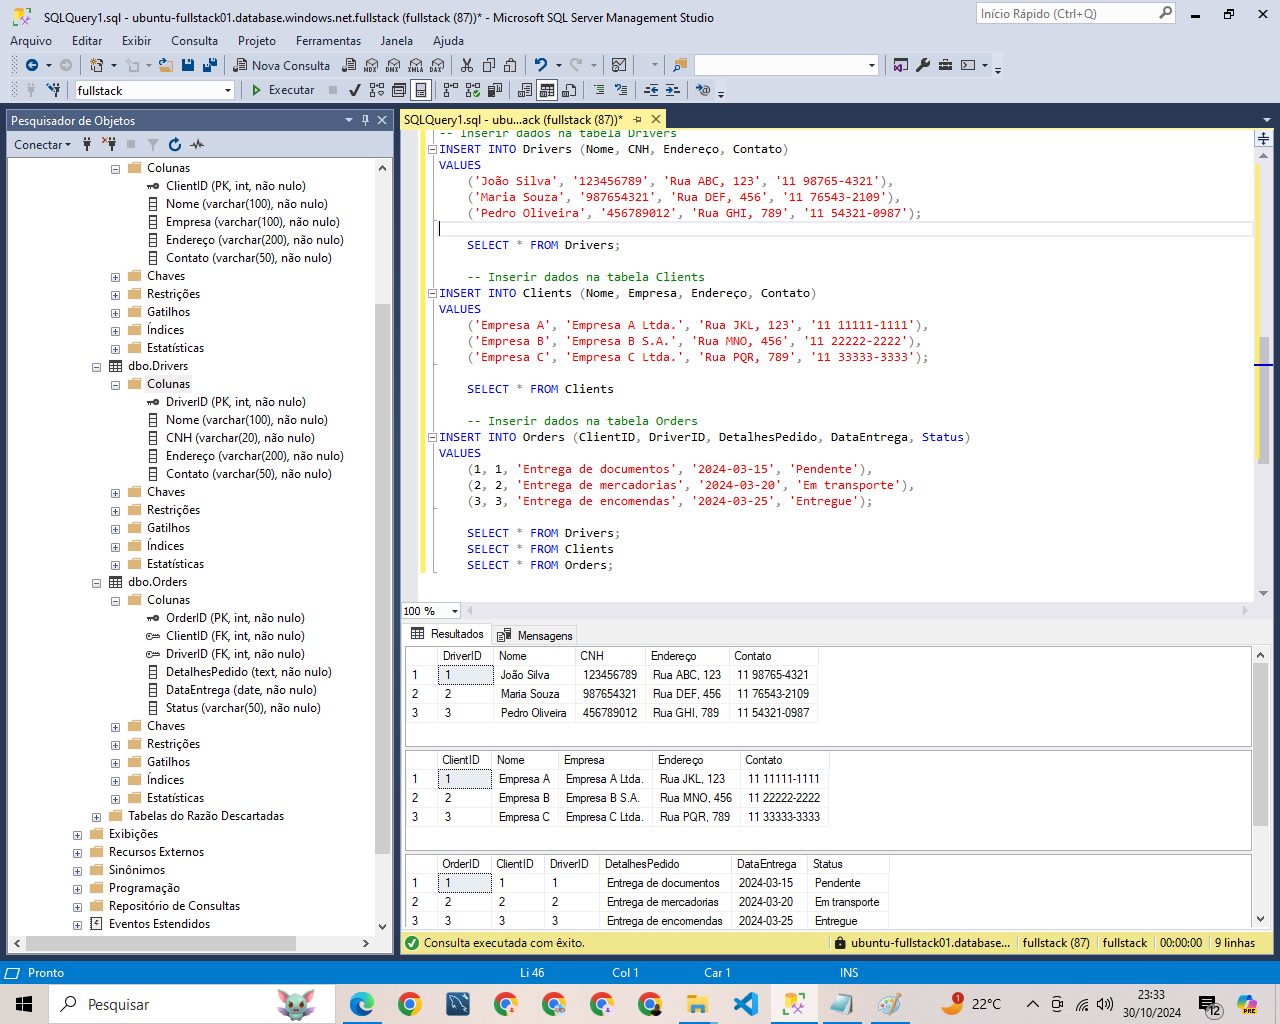 SQLQuery1.sql - ubuntu-fullstack01.database.windows.net.fullstack (fullstack (87))* - Microsoft SQL Server Management Studio
Início Rápido (Ctrl+Q)
Arquivo Editar Exibir Consulta Projeto Ferramentas Janela Ajuda
Nova Consulta
fullstack
Executar
Pesquisador de Objetos
Conectar
Colunas
ClientID (PK, int, não nulo)
Nome (varchar(100), não nulo)
Empresa (varchar(100), não nulo)
Endereço (varchar(200), não nulo)
Contato (varchar(50), não nulo)
Chaves
Restrições
Gatilhos
Índices
Estatísticas
dbo.Drivers
Colunas
DriverID (PK, int, não nulo)
Nome (varchar(100), não nulo)
CNH (varchar(20), não nulo)
Endereço (varchar(200), não nulo)
Contato (varchar(50), não nulo)
Chaves
Restrições
Gatilhos
Índices
Estatísticas
dbo.Orders
Colunas
OrderID (PK, int, não nulo)
ClientID (FK, int, não nulo)
DriverID (FK, int, não nulo)
DetalhesPedido (text, não nulo)
DataEntrega (date, não nulo)
Status (varchar(50), não nulo)
Chaves
Restrições
Gatilhos
Índices
Estatísticas
Tabelas do Razão Descartadas
Exibições
Recursos Externos
Sinônimos
Programação
Repositório de Consultas
Eventos Estendidos
SQLQuery1.sql - ubu...ack (fullstack (87))*
-- Inserir dados na tabela Drivers
INSERT INTO Drivers (Nome, CNH, Endereço, Contato)
VALUES
('João Silva', '123456789', 'Rua ABC, 123', '11 98765-4321'),
('Maria Souza', '987654321', 'Rua DEF, 456', '11 76543-2109'),
('Pedro Oliveira', '456789012', 'Rua GHI, 789', '11 54321-0987');
SELECT * FROM Drivers;
-- Inserir dados na tabela Clients
INSERT INTO Clients (Nome, Empresa, Endereço, Contato)
VALUES
('Empresa A', 'Empresa A Ltda.', 'Rua JKL, 123', '11 11111-1111'),
('Empresa B', 'Empresa B S.A.', 'Rua MNO, 456', '11 22222-2222'),
('Empresa C', 'Empresa C Ltda.', 'Rua PQR, 789', '11 33333-3333');
SELECT * FROM Clients
-- Inserir dados na tabela Orders
INSERT INTO Orders (ClientID, DriverID, DetalhesPedido, DataEntrega, Status)
VALUES
(1, 1, 'Entrega de documentos', '2024-03-15', 'Pendente'),
(2, 2, 'Entrega de mercadorias', '2024-03-20', 'Em transporte'),
(3, 3, 'Entrega de encomendas', '2024-03-25', 'Entregue');
SELECT * FROM Drivers;
SELECT * FROM Clients
SELECT * FROM Orders;
100 %
Resultados Mensagens
DriverID Nome CNH Endereço Contato
1 1 João Silva 123456789 Rua ABC, 123 11 98765-4321
2 2 Maria Souza 987654321 Rua DEF, 456 11 76543-2109
3 3 Pedro Oliveira 456789012 Rua GHI, 789 11 54321-0987
ClientID Nome Empresa Endereço Contato
1 1 Empresa A Empresa A Ltda. Rua JKL, 123 11 11111-1111
2 2 Empresa B Empresa B S.A. Rua MNO, 456 11 22222-2222
3 3 Empresa C Empresa C Ltda. Rua PQR, 789 11 33333-3333
OrderID ClientID DriverID DetalhesPedido DataEntrega Status
1 1 1 1 Entrega de documentos 2024-03-15 Pendente
2 2 2 2 Entrega de mercadorias 2024-03-20 Em transporte
3 3 3 3 Entrega de encomendas 2024-03-25 Entregue
Consulta executada com êxito. ubuntu-fullstack01.database... fullstack (87) fullstack 00:00:00 9 linhas
Pronto Li 46 Col 1 Car 1 INS
Pesquisar
1 22°C
23:33
30/10/2024
12
PRE